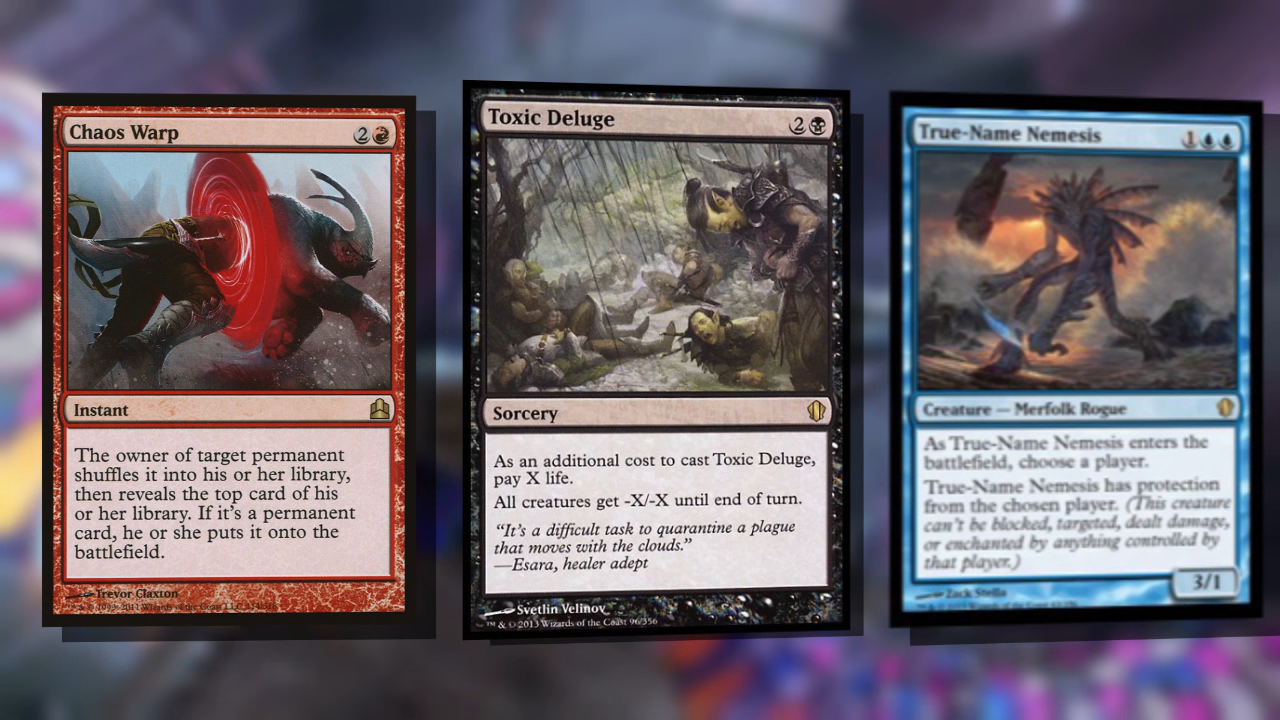 Chaos Warp
2
Instant
The owner of target permanent
shuffles it into his or her library,
then reveals the top card of his
or her library. If it's a permanent
card, he or she puts it onto the
battlefield.
Trevor Claxton
Toxic Deluge
2
Sorcery
As an additional cost to cast Toxic Deluge,
pay X life.
All creatures get -X/-X until end of turn.
"It's a difficult task to quarantine a plague
that moves with the clouds."
—Esara, healer adept
Svetlin Velinov
™ & © 2013 Wizards of the Coast 96/356
True-Name Nemesis
1
Creature — Merfolk Rogue
As True-Name Nemesis enters the
battlefield, choose a player.
True-Name Nemesis has protection
from the chosen player. (This creature
can't be blocked, targeted, dealt damage,
or enchanted by anything controlled by
that player.)
3/1
Zack Stella